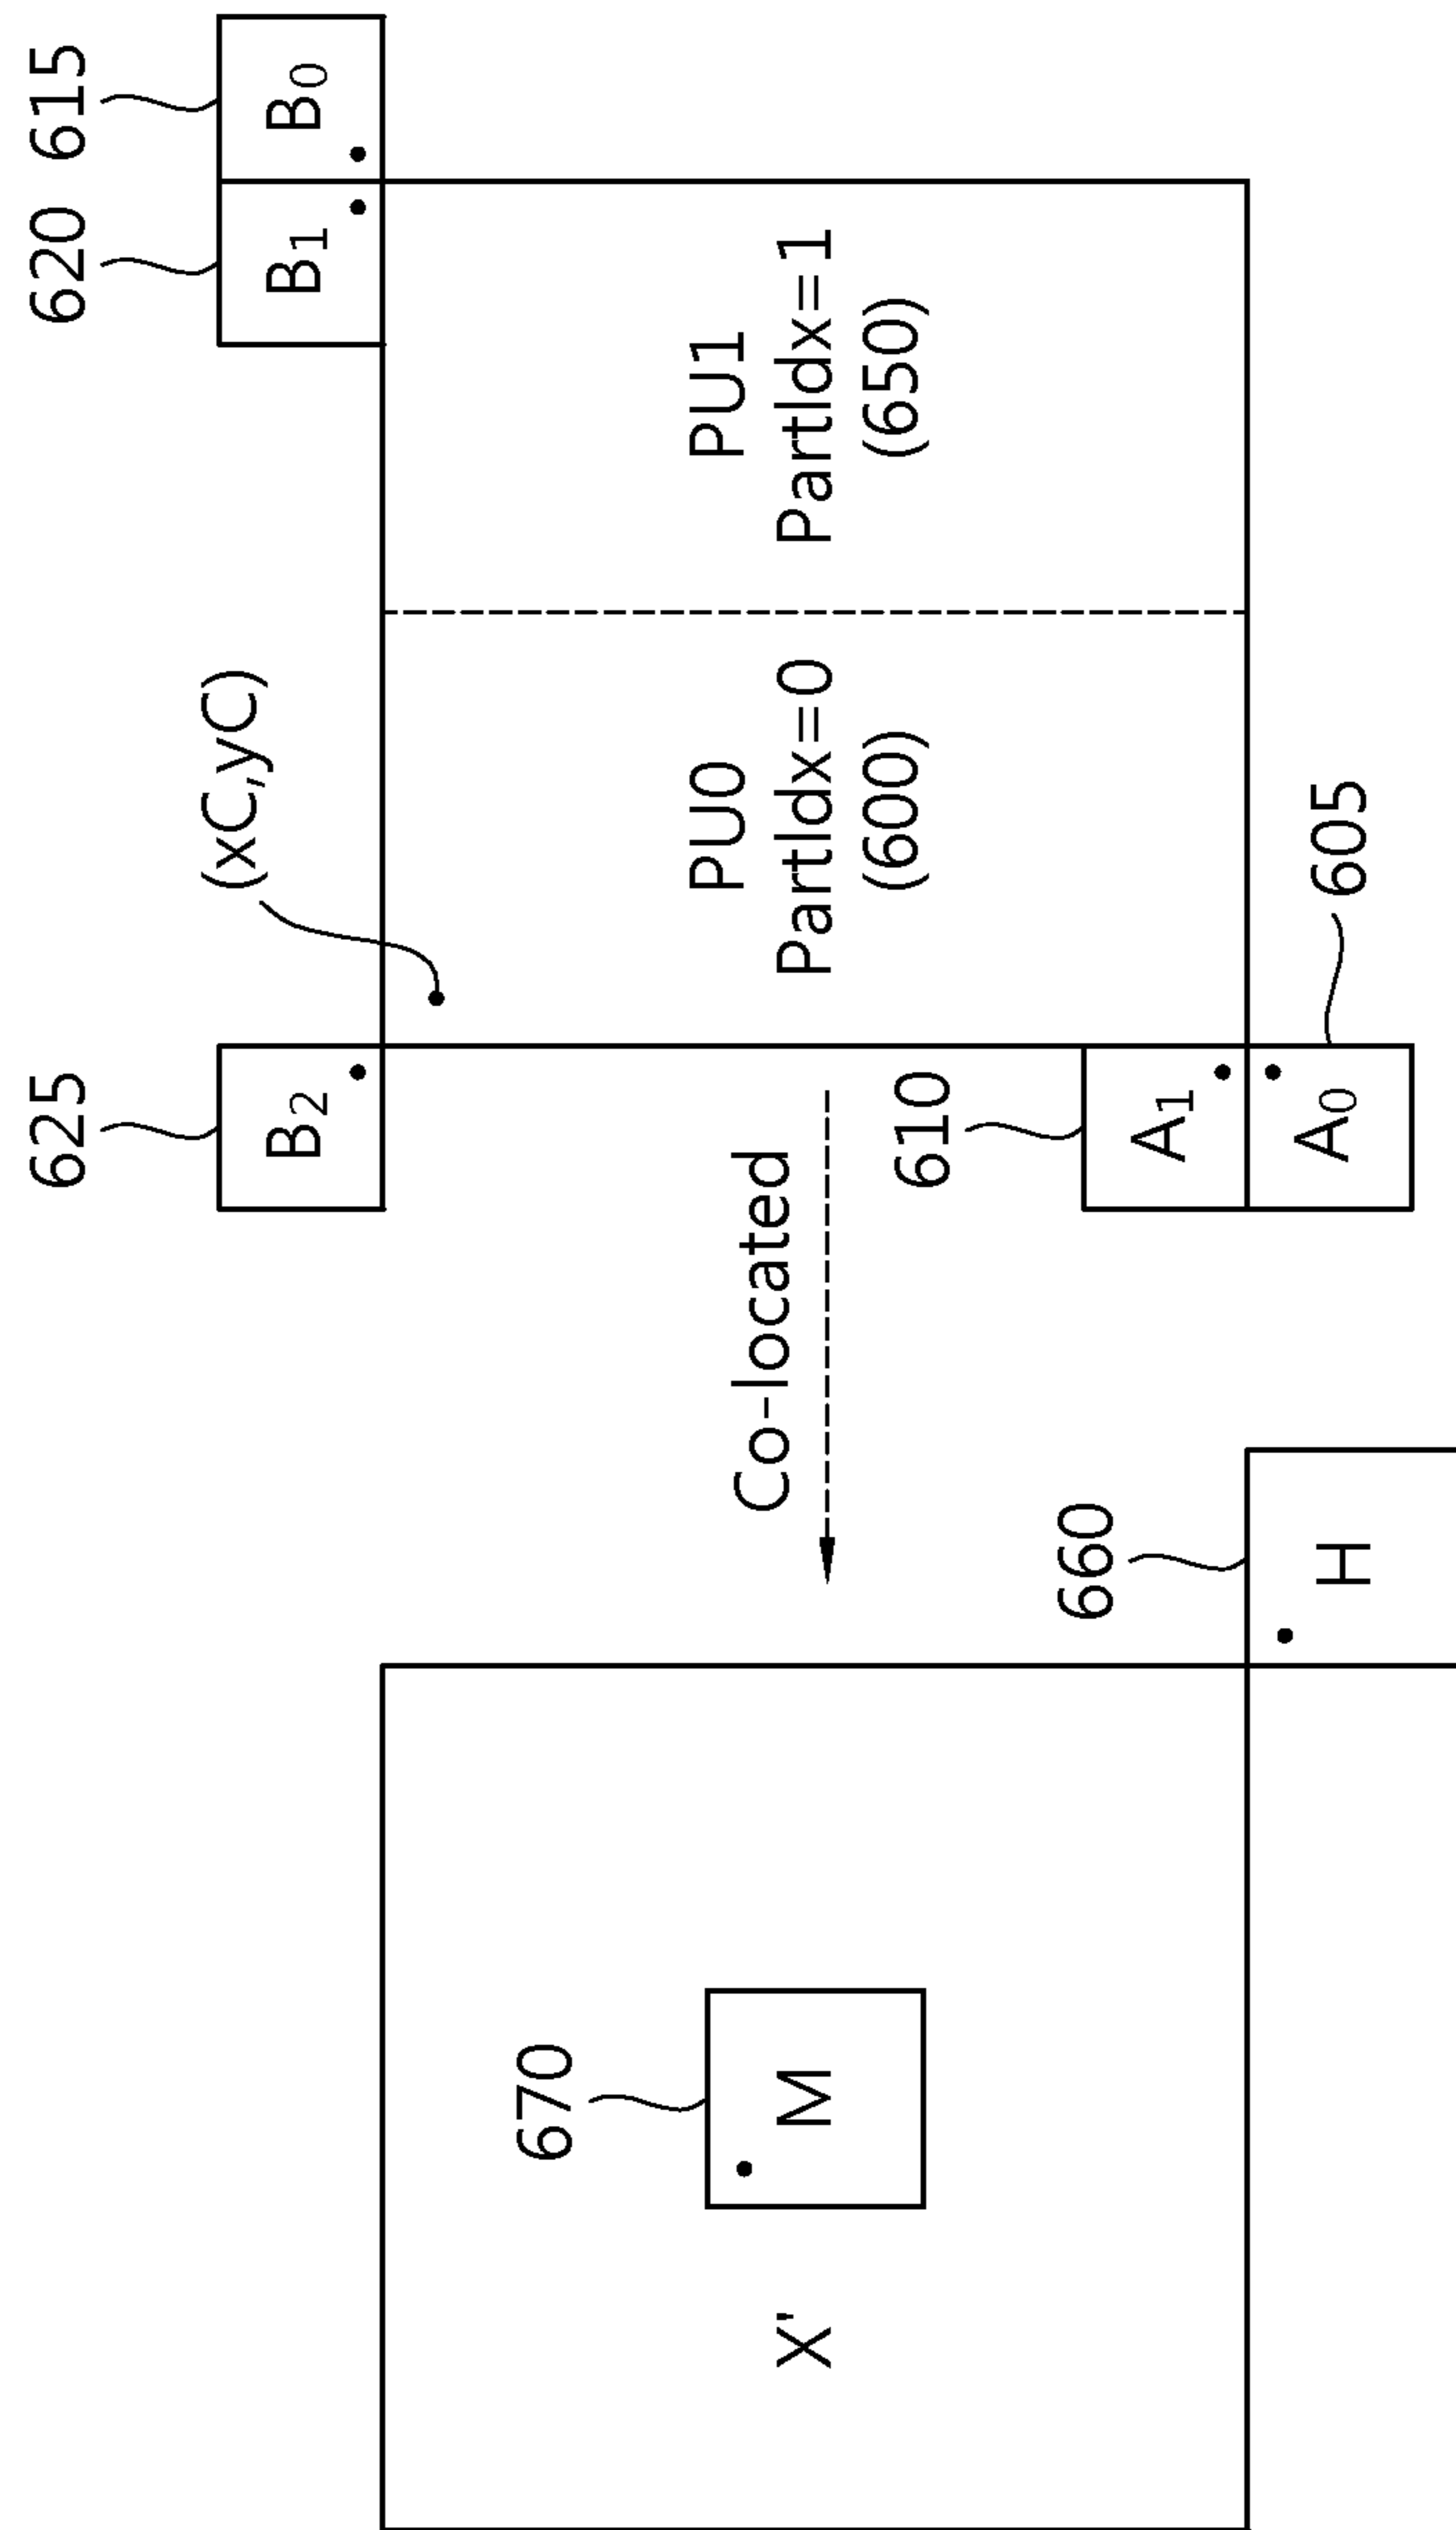 625
620
615
(xC,yC)
B₂
B₁
B₀
670
M
X'
Co-located
PU0
PartIdx=0
(600)
PU1
PartIdx=1
(650)
610
660
A₁
H
A₀
605